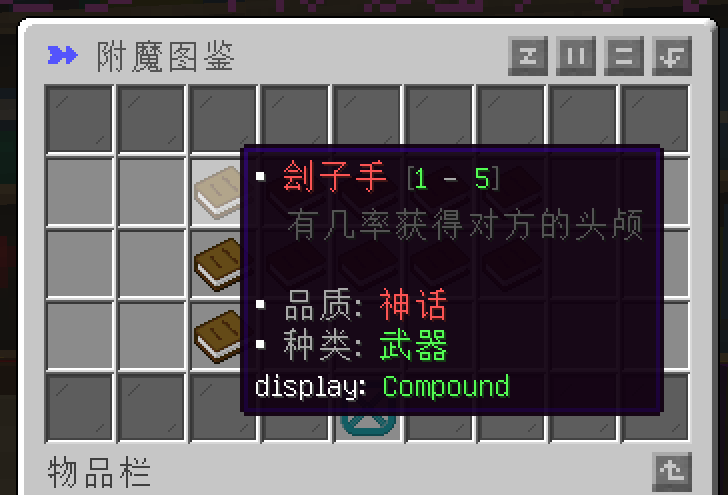 附魔图鉴
刽子手 [1 - 5]
有几率获得对方的头颅
品质: 神话
种类: 武器
display: Compound
物品栏